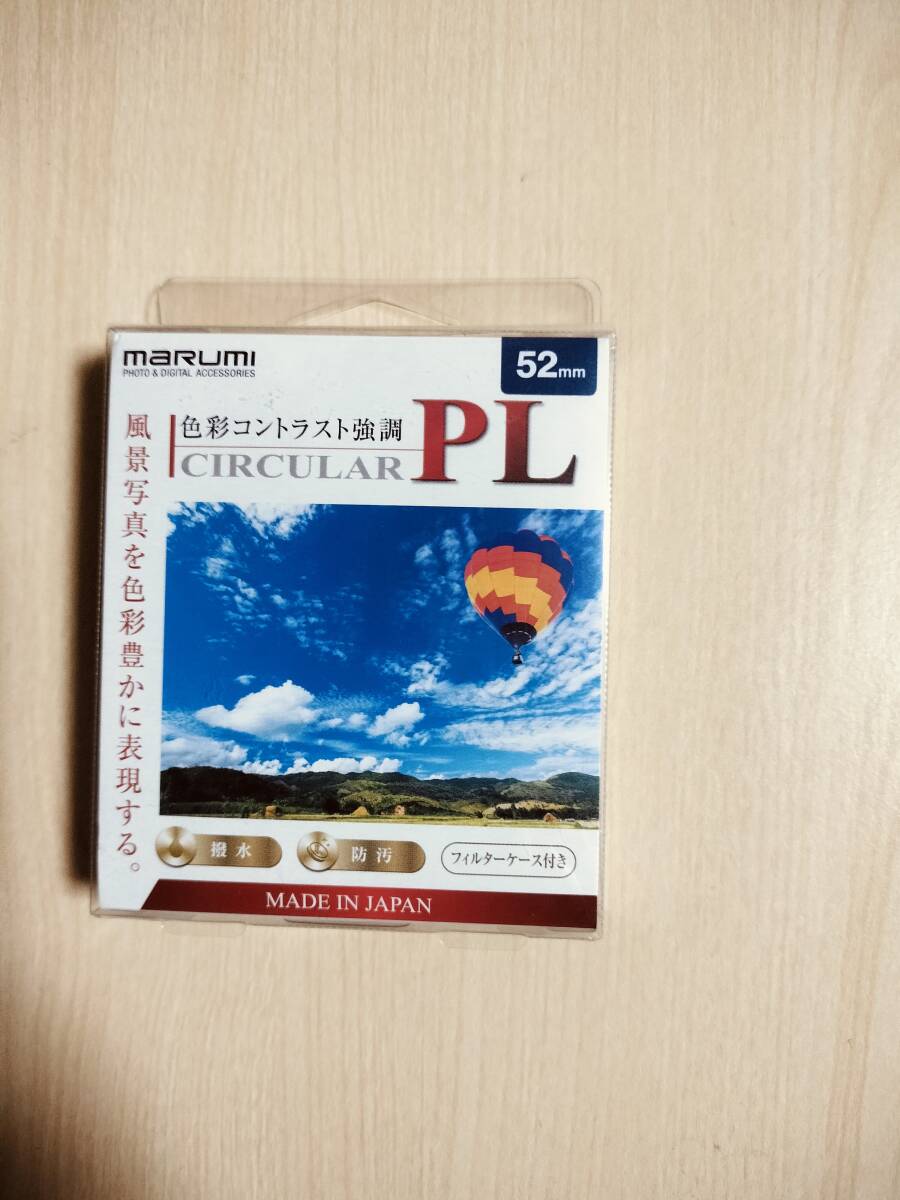 marumi
PHOTO & DIGITAL ACCESSORIES
52mm
色彩コントラスト強調
CIRCULAR
PL
風景写真を色彩豊かに表現する。
撥水
防汚
フィルターケース付き
MADE IN JAPAN